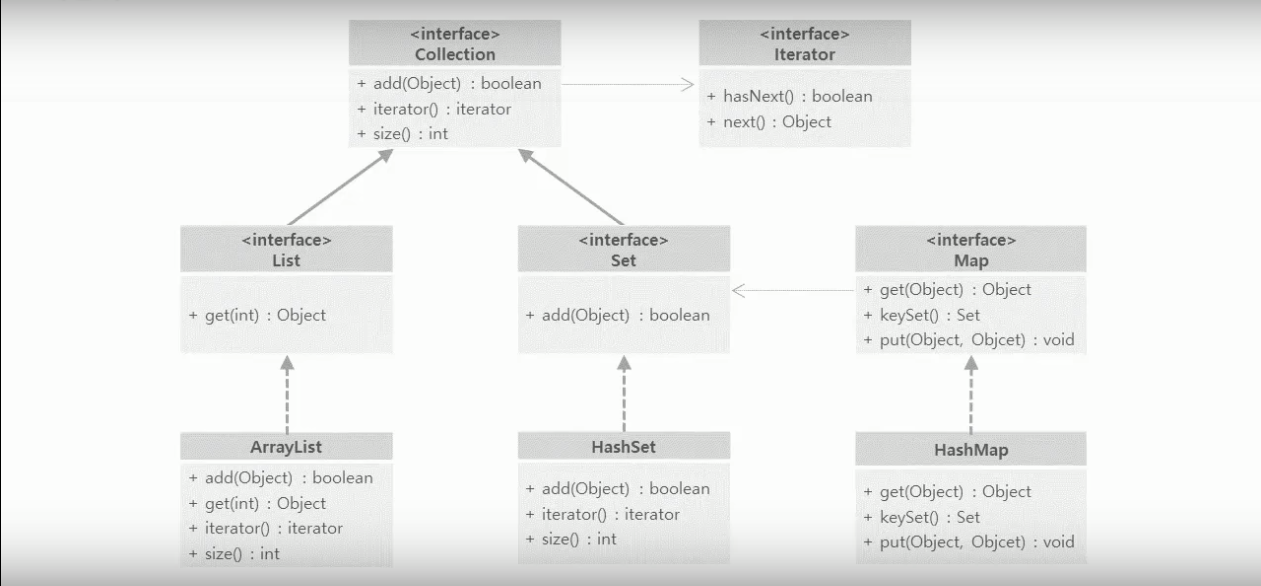 <interface>
Collection
+ add(Object) : boolean
+ iterator() : iterator
+ size() : int
<interface>
Iterator
+ hasNext() : boolean
+ next() : Object
<interface>
List
+ get(int) : Object
<interface>
Set
+ add(Object) : boolean
<interface>
Map
+ get(Object) : Object
+ keySet() : Set
+ put(Object, Objcet) : void
ArrayList
+ add(Object) : boolean
+ get(int) : Object
+ iterator() : iterator
+ size() : int
HashSet
+ add(Object) : boolean
+ iterator() : iterator
+ size() : int
HashMap
+ get(Object) : Object
+ keySet() : Set
+ put(Object, Objcet) : void